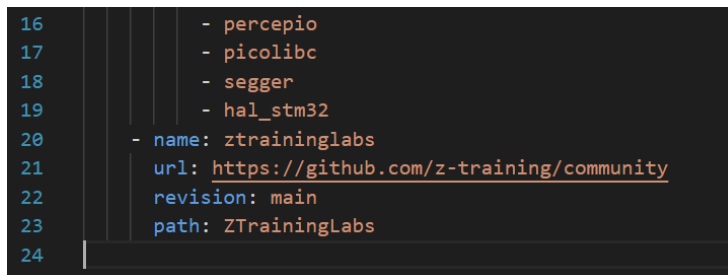 16 - percepio
17 - picolibc
18 - segger
19 - hal_stm32
20 - name: ztraininglabs
21 url: https://github.com/z-training/community
22 revision: main
23 path: ZTrainingLabs
24